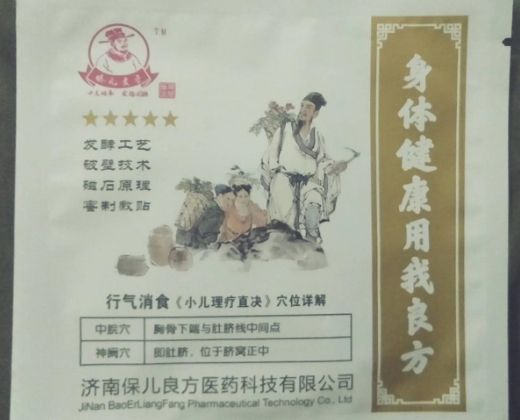 TM
保儿良方
★★★★★
发酵工艺
破壁技术
磁石原理
蜜制敷贴
身体健康用我良方
行气消食《小儿理疗直决》穴位详解
中脘穴 胸骨下端与肚脐线中间点
神阙穴 即肚脐，位于脐窝正中
济南保儿良方医药科技有限公司
JiNan BaoErLiangFang Pharmaceutical Technology Co., Ltd